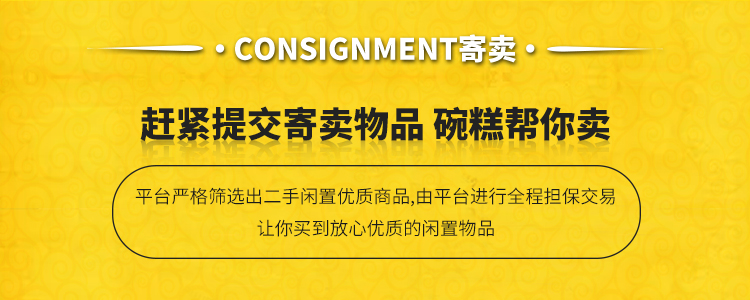 ·CONSIGNMENT寄卖·
赶紧提交寄卖物品 碗糕帮你卖
平台严格筛选出二手闲置优质商品,由平台进行全程担保交易
让你买到放心优质的闲置物品